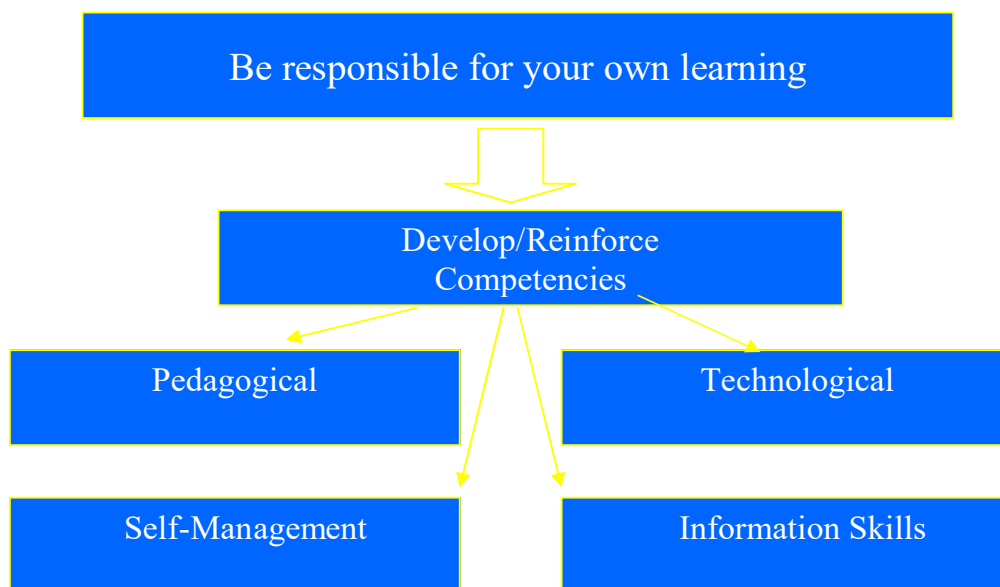 Be responsible for your own learning
Develop/Reinforce
Competencies
Pedagogical
Technological
Self-Management
Information Skills